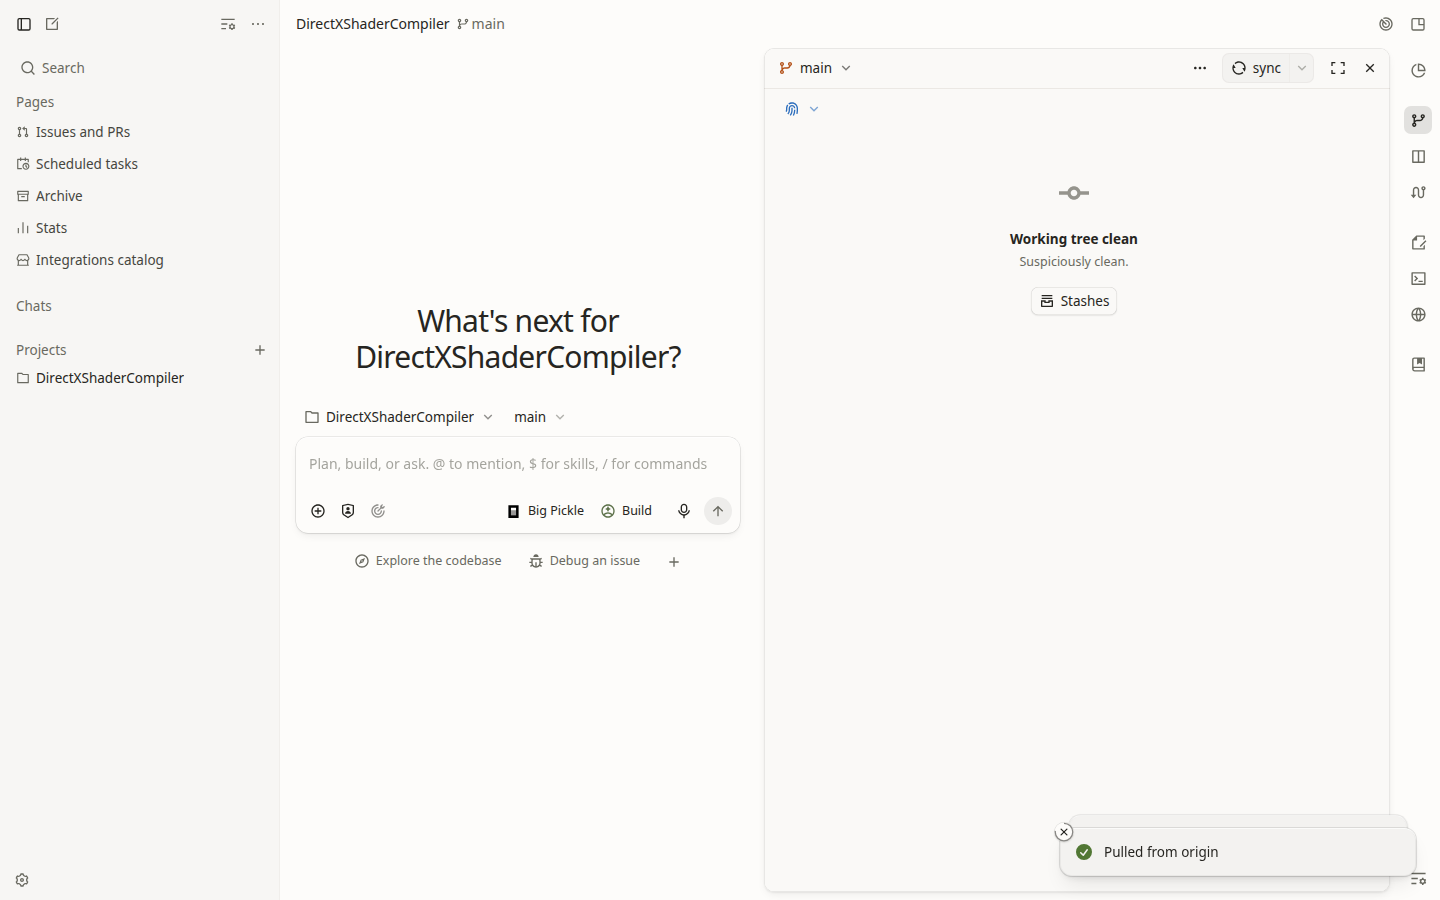 DirectXShaderCompiler main
Search
Pages
Issues and PRs
Scheduled tasks
Archive
Stats
Integrations catalog
Chats
Projects
DirectXShaderCompiler
What's next for
DirectXShaderCompiler?
DirectXShaderCompiler main
Plan, build, or ask. @ to mention, $ for skills, / for commands
Big Pickle Build
Explore the codebase Debug an issue
main sync
Working tree clean
Suspiciously clean.
Stashes
Pulled from origin